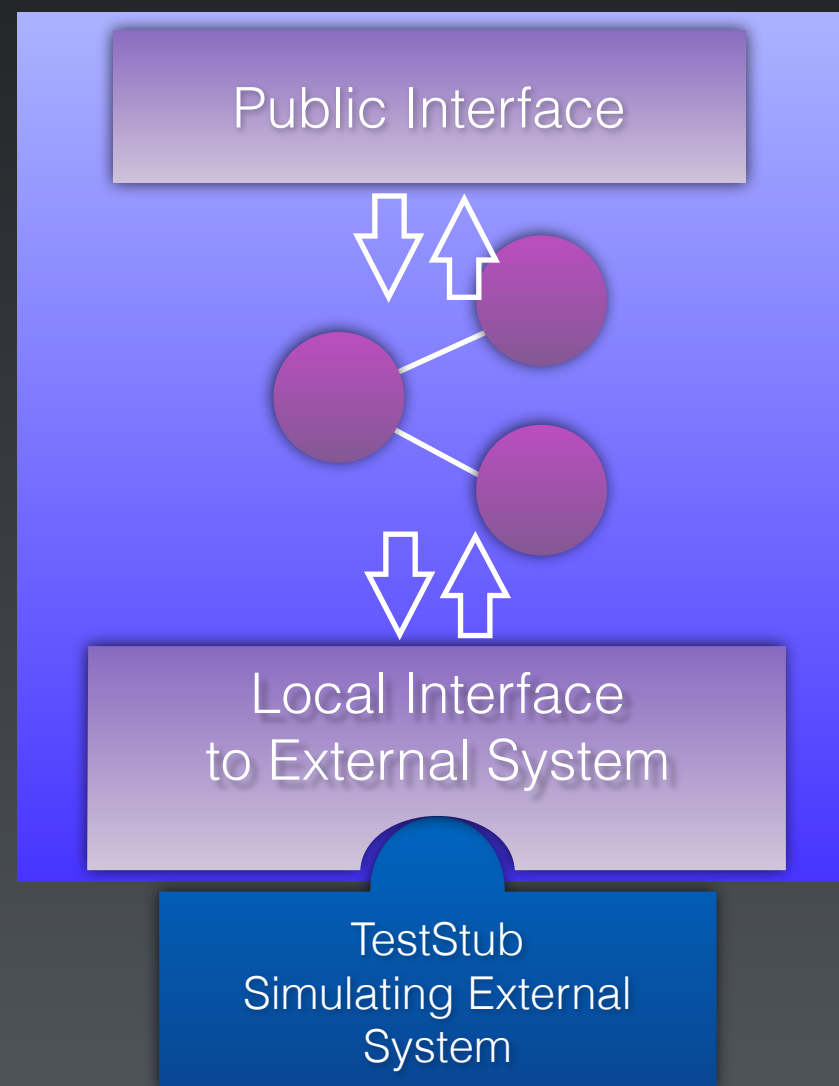 Public Interface
Local Interface
to External System
TestStub
Simulating External
System